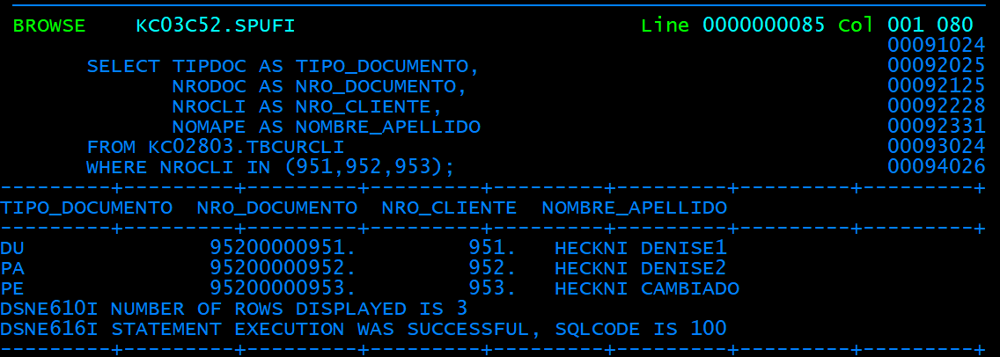 BROWSE    KC03C52.SPUFI                            Line 0000000085 Col 001 080
                                                                        00091024
       SELECT TIPDOC AS TIPO_DOCUMENTO,                                 00092025
              NRODOC AS NRO_DOCUMENTO,                                  00092125
              NROCLI AS NRO_CLIENTE,                                    00092228
              NOMAPE AS NOMBRE_APELLIDO                                 00092331
       FROM KC02803.TBCURCLI                                            00093024
       WHERE NROCLI IN (951,952,953);                                   00094026
---------+---------+---------+---------+---------+---------+---------+---------+
TIPO_DOCUMENTO  NRO_DOCUMENTO  NRO_CLIENTE  NOMBRE_APELLIDO
---------+---------+---------+---------+---------+---------+---------+---------+
DU               95200000951.         951.   HECKNI DENISE1
PA               95200000952.         952.   HECKNI DENISE2
PE               95200000953.         953.   HECKNI CAMBIADO
DSNE610I NUMBER OF ROWS DISPLAYED IS 3
DSNE616I STATEMENT EXECUTION WAS SUCCESSFUL, SQLCODE IS 100
---------+---------+---------+---------+---------+---------+---------+---------+